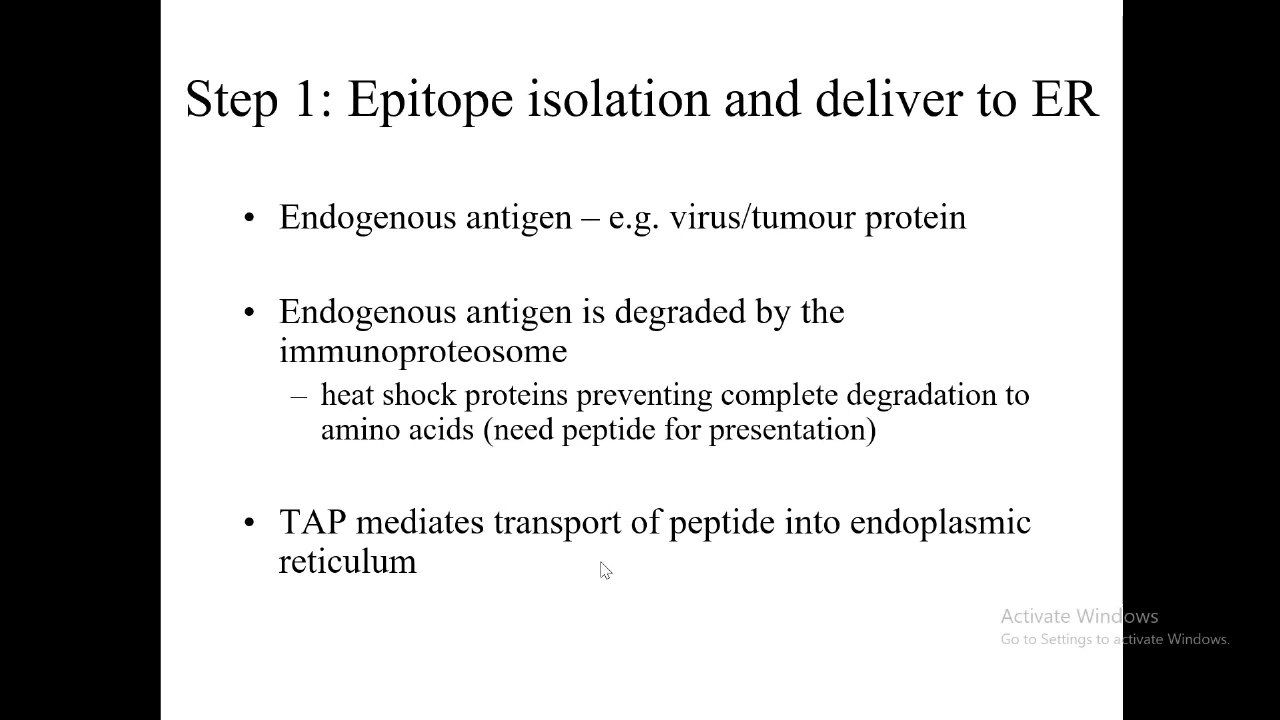 Step 1: Epitope isolation and deliver to ER
• Endogenous antigen – e.g. virus/tumour protein
• Endogenous antigen is degraded by the
immunoproteosome
– heat shock proteins preventing complete degradation to
amino acids (need peptide for presentation)
• TAP mediates transport of peptide into endoplasmic
reticulum
Activate Windows
Go to Settings to activate Windows.